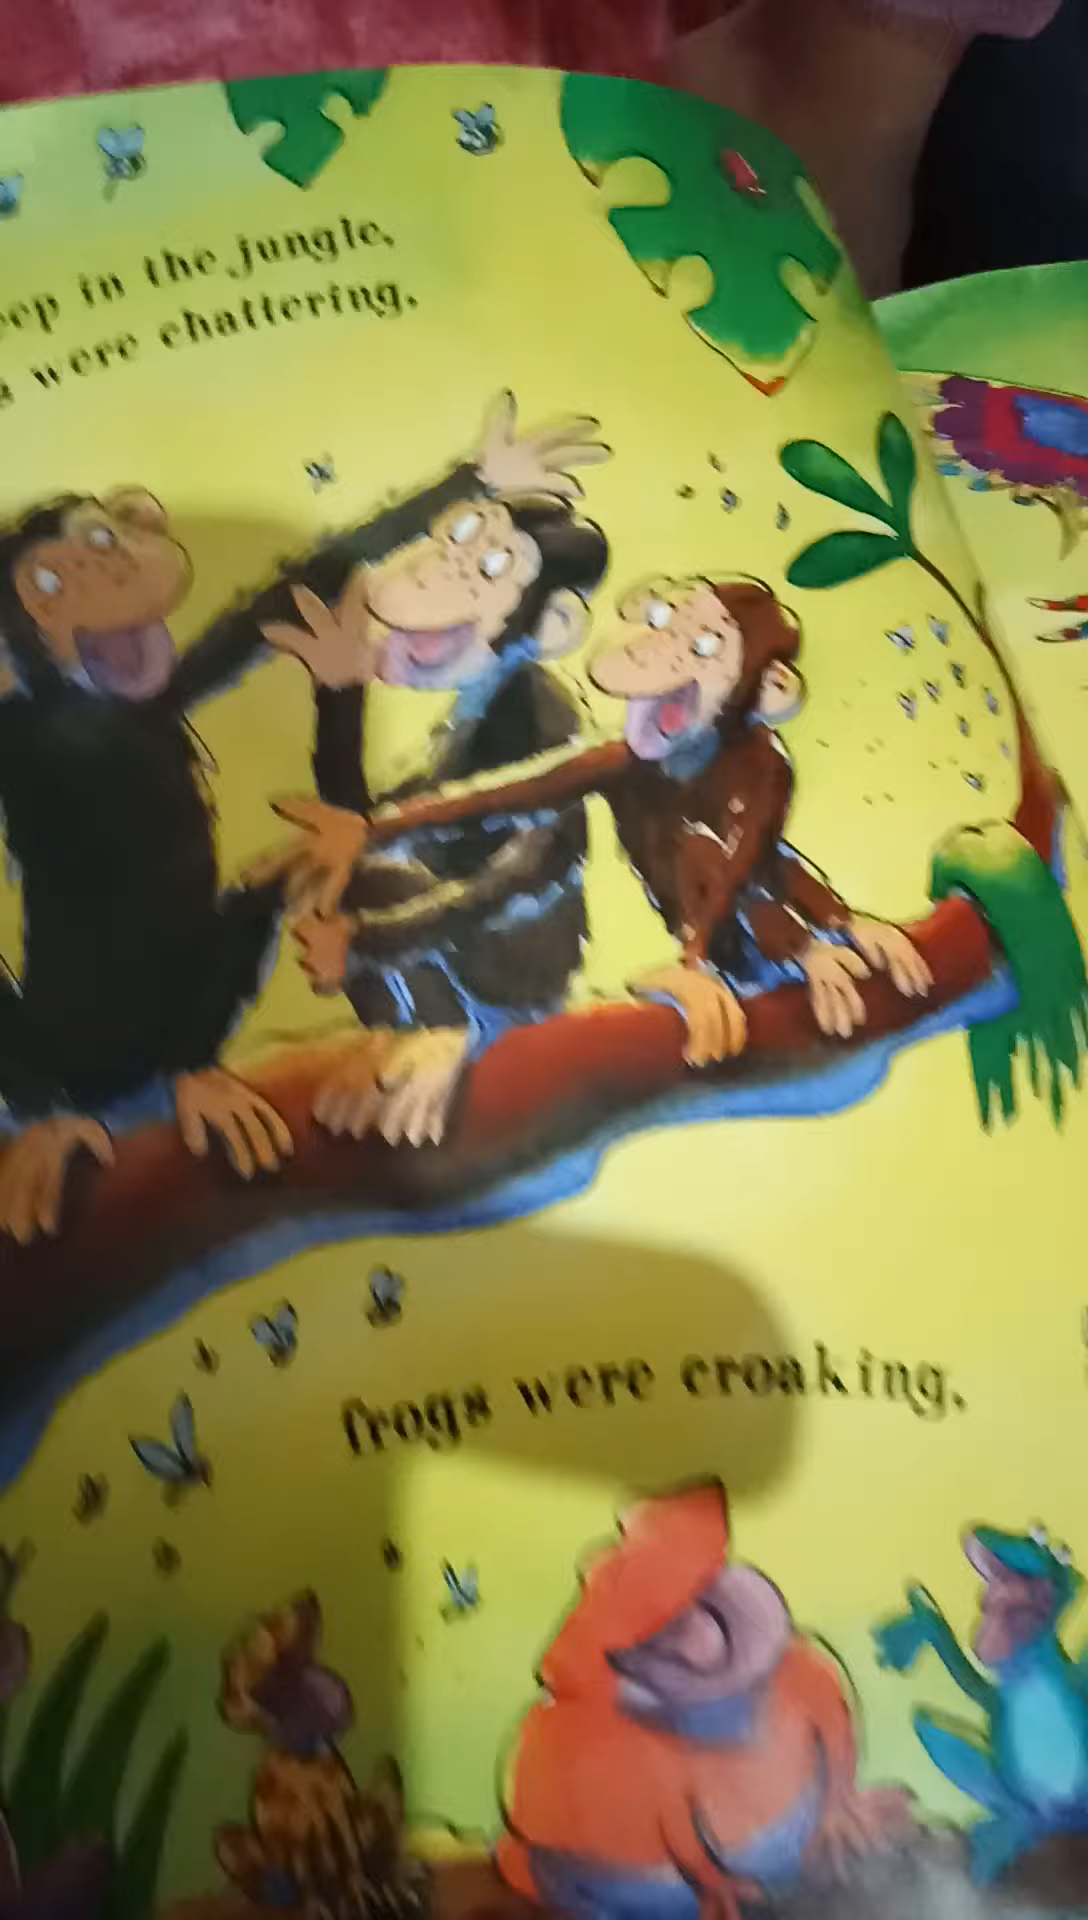 in the jungle,
were chattering,
frogs were croaking,